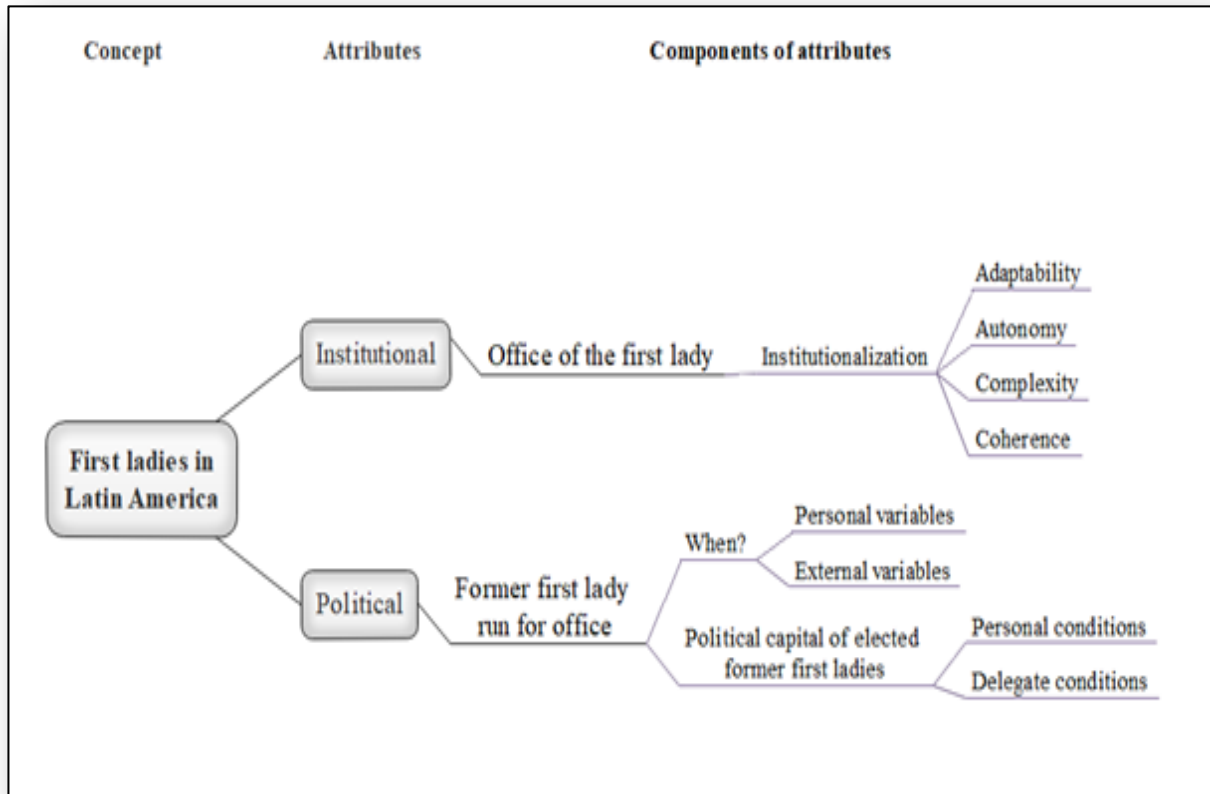 Concept
Attributes
Components of attributes
Adaptability
Institutional
Office of the first lady
Institutionalization
Autonomy
Complexity
Coherence
First ladies in
Latin America
Political
Former first lady
run for office
When?
Personal variables
External variables
Political capital of elected
former first ladies
Personal conditions
Delegate conditions